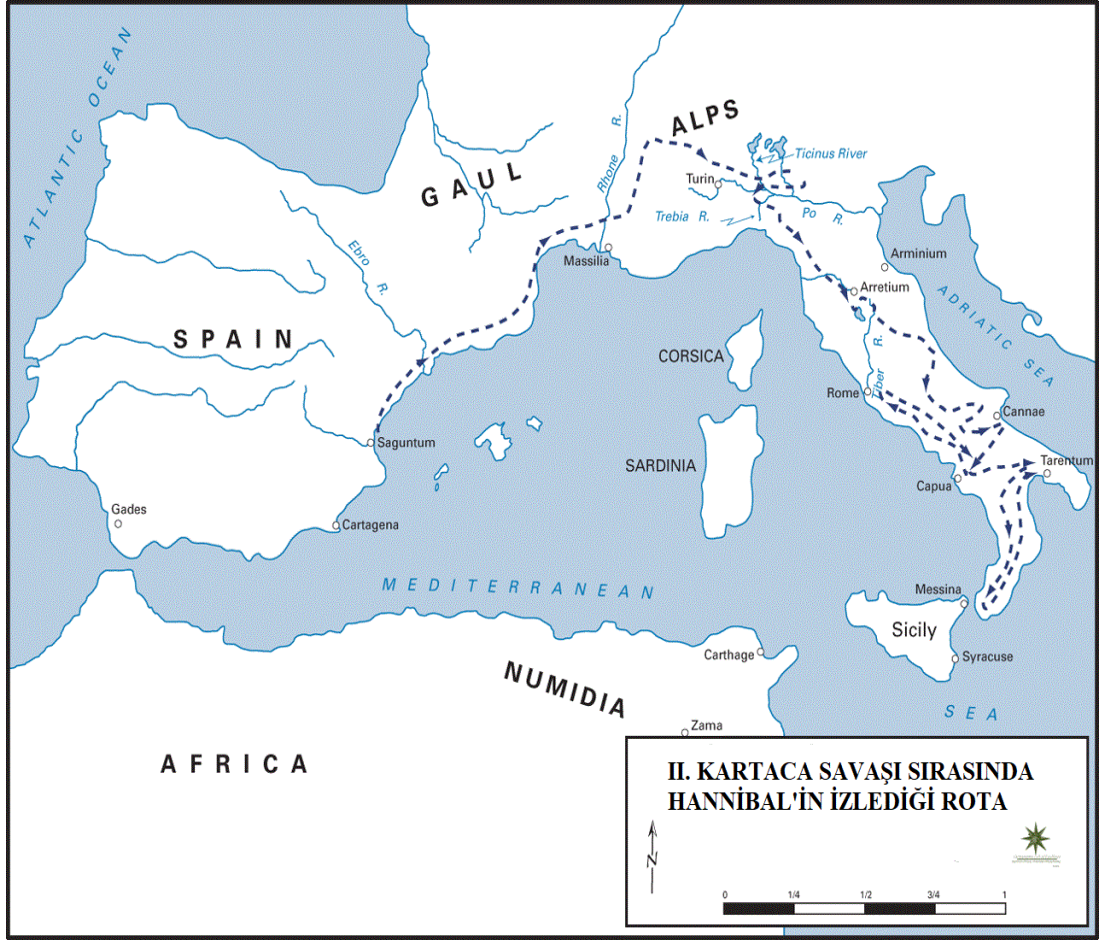 ATLANTIC OCEAN
GAUL
ALPS
Rhone R.
Ticinus River
Turin
Trebia R.
Po R.
Ebro R.
Massilia
Arminium
Arretium
ADRIATIC SEA
SPAIN
CORSICA
Tiber R.
Rome
Cannae
Saguntum
SARDINIA
Capua
Tarentum
Gades
Cartagena
MEDITERRANEAN
Messina
Sicily
Carthage
Syracuse
NUMIDIA
SEA
Zama
AFRICA
II. KARTACA SAVAŞI SIRASINDA
HANNİBAL'İN İZLEDİĞİ ROTA
N
0 1/4 1/2 3/4 1